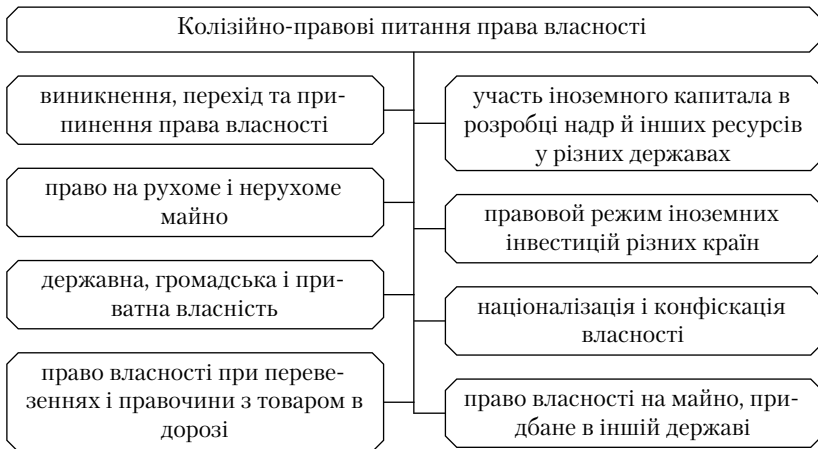 Колізійно-правові питання права власності
виникнення, перехід та при-
пинення права власності
право на рухоме і нерухоме
майно
державна, громадська і при-
ватна власність
право власності при переве-
зеннях і правочини з товаром в
дорозі
участь іноземного капитала в
розробці надр й інших ресурсів
у різних державах
правовой режим іноземних
інвестицій різних країн
націоналізація і конфіскація
власності
право власності на майно, при-
дбане в іншій державі